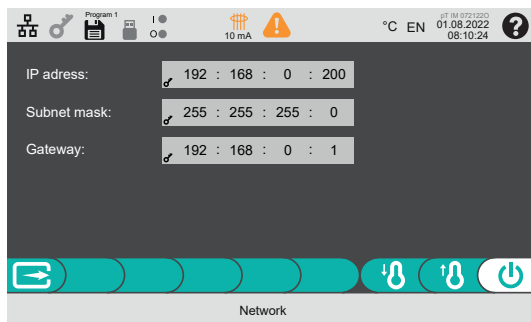 Program 1
I
O
10 mA
°C EN
pT IM 072122O
01.08.2022
08:10:24
?
IP adress: 192 : 168 : 0 : 200
Subnet mask: 255 : 255 : 255 : 0
Gateway: 192 : 168 : 0 : 1
Network